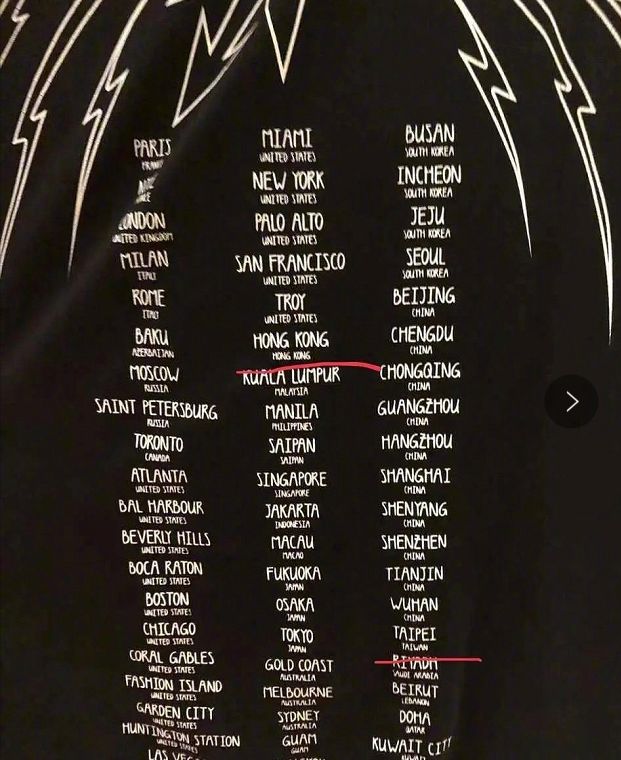 PARIS
LONDON
UNITED KINGDOM
MILAN
ITALY
ROME
ITALY
BAKU
AZERBAIJAN
MOSCOW
RUSSIA
SAINT PETERSBURG
RUSSIA
TORONTO
CANADA
ATLANTA
UNITED STATES
BAL HARBOUR
UNITED STATES
BEVERLY HILLS
UNITED STATES
BOCA RATON
UNITED STATES
BOSTON
UNITED STATES
CHICAGO
UNITED STATES
CORAL GABLES
UNITED STATES
FASHION ISLAND
UNITED STATES
GARDEN CITY
UNITED STATES
HUNTINGTON STATION
UNITED STATES
MIAMI
UNITED STATES
NEW YORK
UNITED STATES
PALO ALTO
UNITED STATES
SAN FRANCISCO
UNITED STATES
TROY
UNITED STATES
HONG KONG
HONG KONG
KUALA LUMPUR
MALAYSIA
MANILA
PHILIPPINES
SAIPAN
SAIPAN
SINGAPORE
SINGAPORE
JAKARTA
INDONESIA
MACAU
MACAO
FUKUOKA
JAPAN
OSAKA
JAPAN
TOKYO
JAPAN
GOLD COAST
AUSTRALIA
MELBOURNE
AUSTRALIA
SYDNEY
AUSTRALIA
GUAM
GUAM
BUSAN
SOUTH KOREA
INCHEON
SOUTH KOREA
JEJU
SOUTH KOREA
SEOUL
SOUTH KOREA
BEIJING
CHINA
CHENGDU
CHINA
CHONGQING
CHINA
GUANGZHOU
CHINA
HANGZHOU
CHINA
SHANGHAI
CHINA
SHENYANG
CHINA
SHENZHEN
CHINA
TIANJIN
CHINA
WUHAN
CHINA
TAIPEI
TAIWAN
RIYADH
SAUDI ARABIA
BEIRUT
LEBANON
DOHA
QATAR
KUWAIT CITY